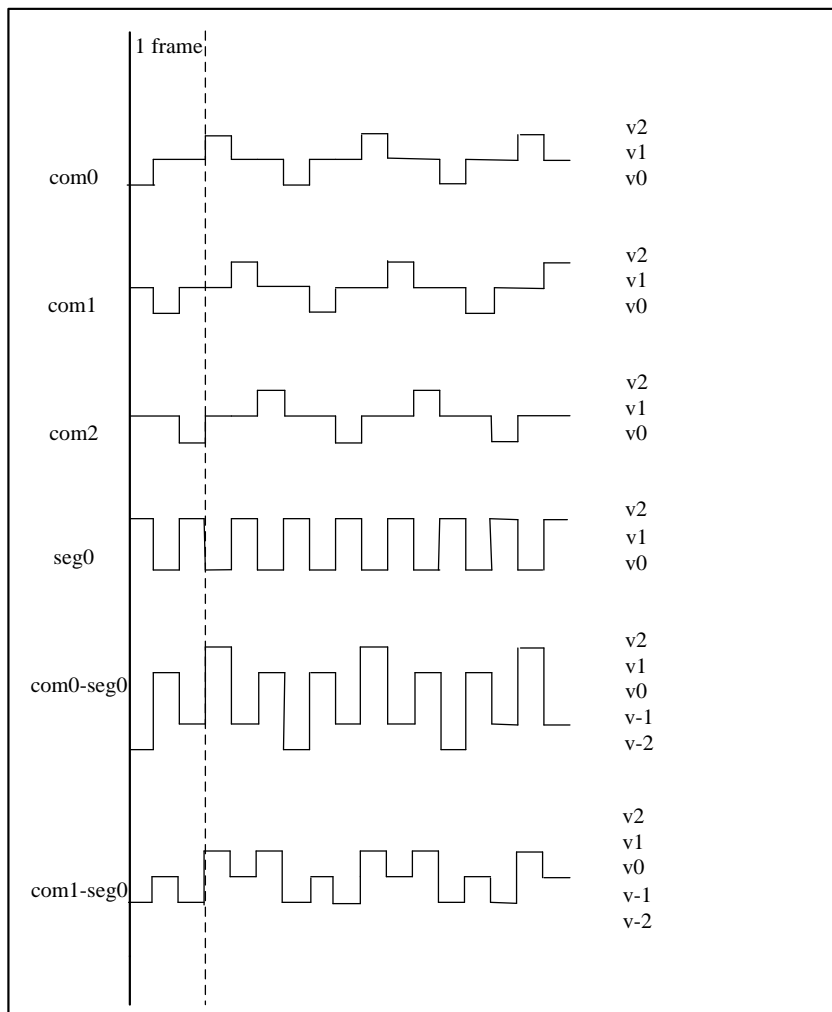 1 frame
v2
v1
com0
v0
v2
v1
com1
v0
v2
v1
com2
v0
v2
v1
seg0
v0
v2
v1
com0-seg0
v0
v-1
v-2
v2
v1
v0
com1-seg0
v-1
v-2